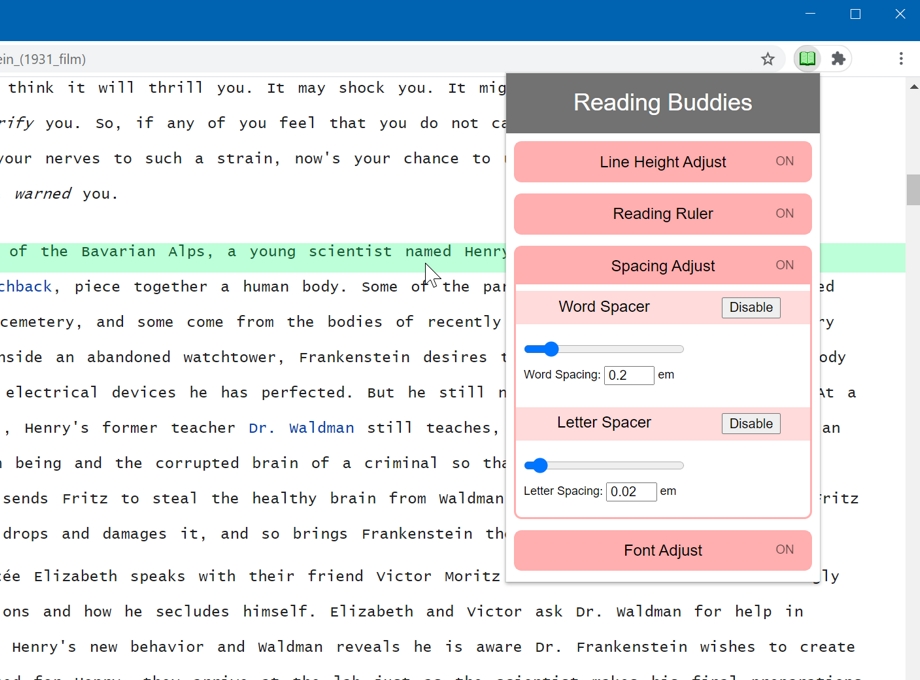 ein_(1931_film)
think it will thrill you. It may shock you. It mig
rify you. So, if any of you feel that you do not ca
your nerves to such a strain, now's your chance to
warned you.
of the Bavarian Alps, a young scientist named Henry
chback, piece together a human body. Some of the par ed
cemetery, and some come from the bodies of recently ry
nside an abandoned watchtower, Frankenstein desires t ody
electrical devices he has perfected. But he still n At a
, Henry's former teacher Dr. Waldman still teaches, an
being and the corrupted brain of a criminal so tha
sends Fritz to steal the healthy brain from Waldman Fritz
drops and damages it, and so brings Frankenstein the
cée Elizabeth speaks with their friend Victor Moritz gly
ons and how he secludes himself. Elizabeth and Victor ask Dr. Waldman for help in
Henry's new behavior and Waldman reveals he is aware Dr. Frankenstein wishes to create
Reading Buddies
Line Height Adjust ON
Reading Ruler ON
Spacing Adjust ON
Word Spacer Disable
Word Spacing: 0.2 em
Letter Spacer Disable
Letter Spacing: 0.02 em
Font Adjust ON